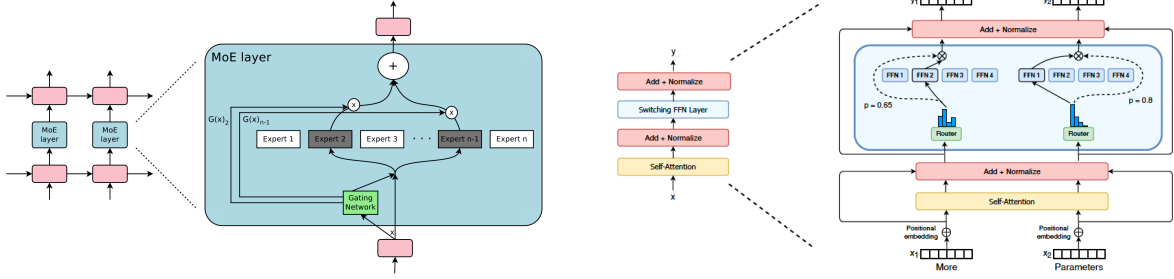 MoE layer
G(x)2 G(x)n-1
Expert 1 Expert 2 Expert 3 · · · Expert n-1 Expert n
MoE layer
MoE layer
Gating Network
x
x
x
y
Add + Normalize
Switching FFN Layer
Add + Normalize
Self-Attention
x
y1 y2
Add + Normalize
FFN 1 FFN 2 FFN 3 FFN 4 FFN 1 FFN 2 FFN 3 FFN 4
p = 0.65 p = 0.8
Router Router
Add + Normalize
Self-Attention
Positional embedding Positional embedding
x1 x2
More Parameters